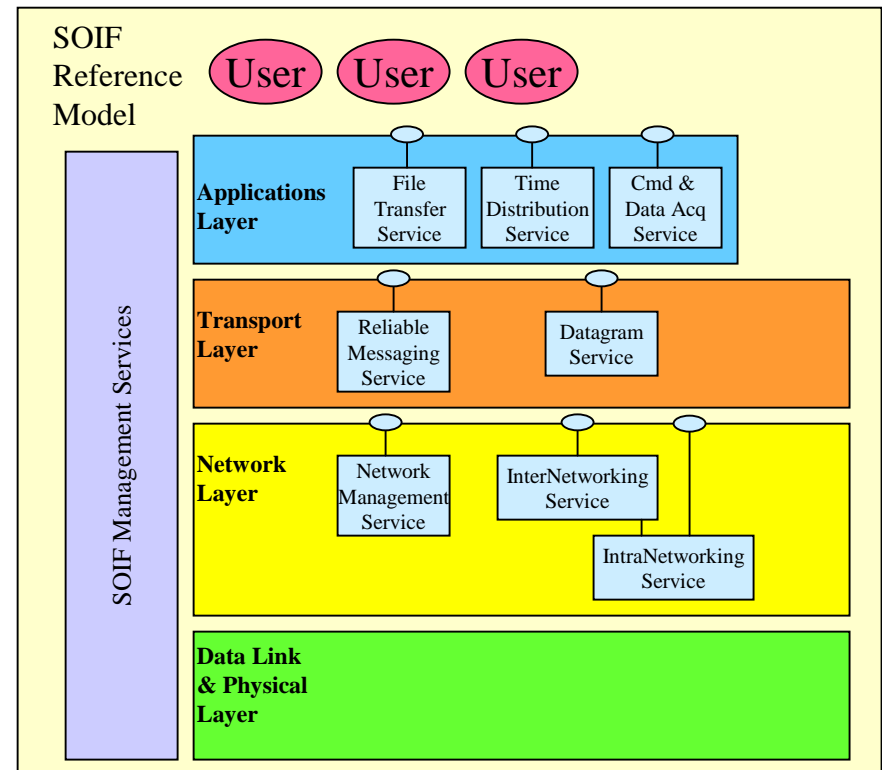 SOIF
Reference
Model
User
User
User
SOIF Management Services
Applications
Layer
File
Transfer
Service
Time
Distribution
Service
Cmd &
Data Acq
Service
Transport
Layer
Reliable
Messaging
Service
Datagram
Service
Network
Layer
Network
Management
Service
InterNetworking
Service
IntraNetworking
Service
Data Link
& Physical
Layer